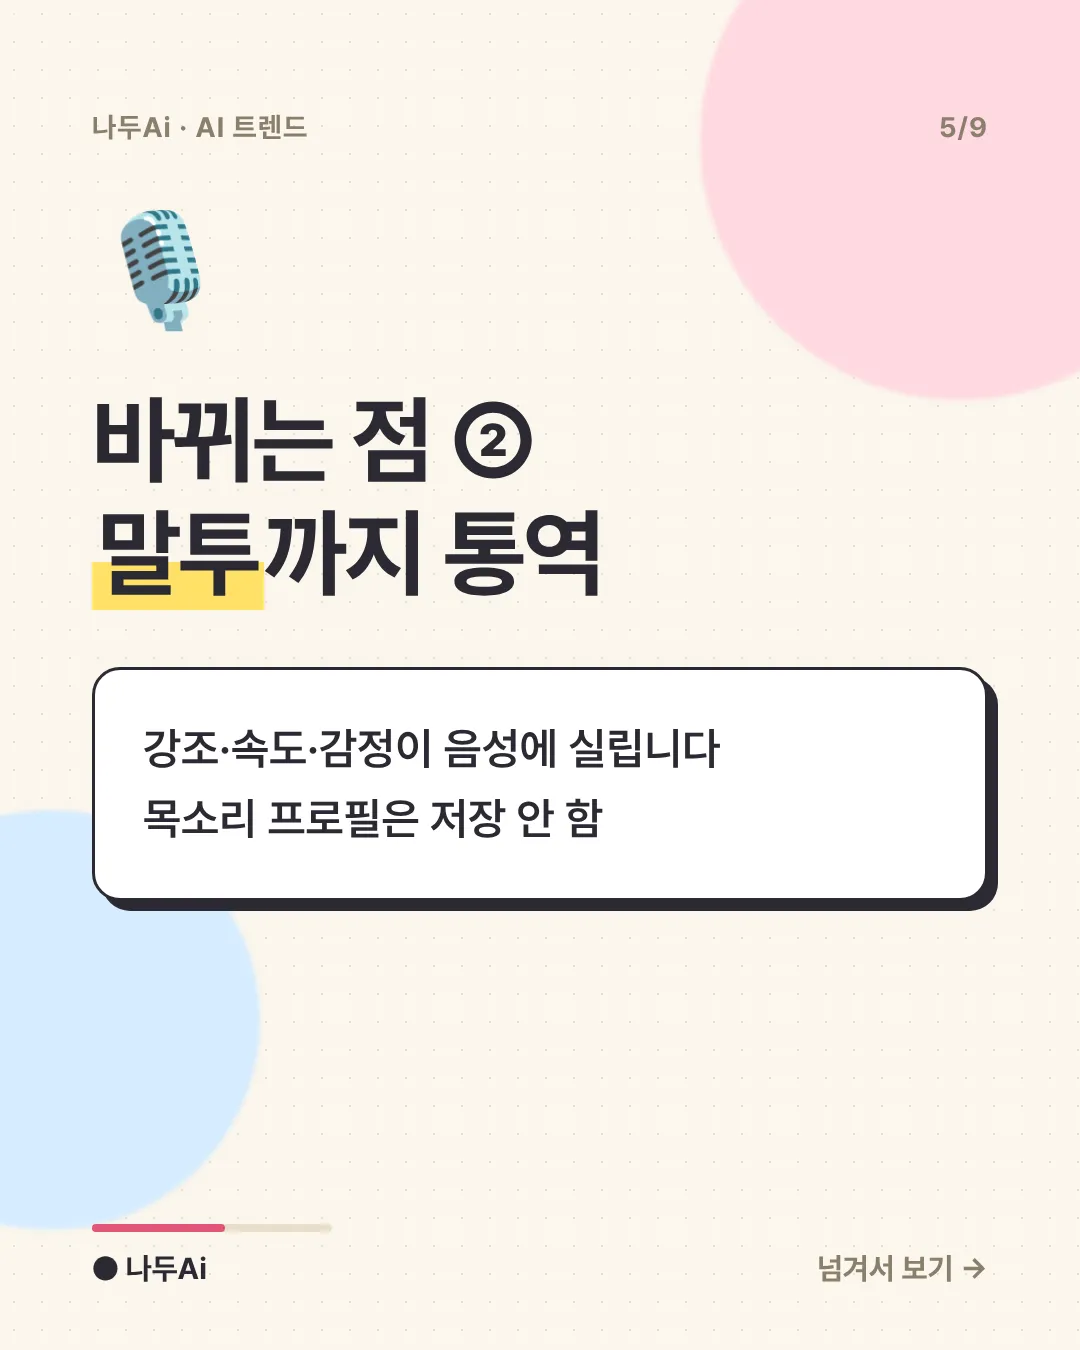 나두Ai · AI 트렌드
5/9
바뀌는 점 ②
말투까지 통역
강조·속도·감정이 음성에 실립니다
목소리 프로필은 저장 안 함
나두Ai
넘겨서 보기 →